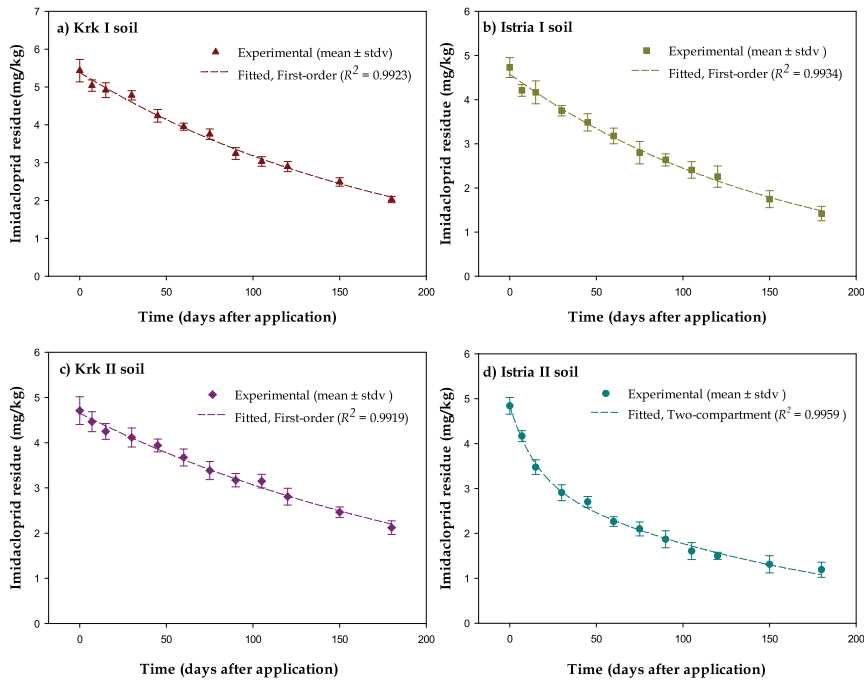 a) Krk I soil
Experimental (mean ± stdv)
Fitted, First-order (R² = 0.9923)
Imidacloprid residue(mg/kg)
7
6
5
4
3
2
1
0
0 50 100 150 200
Time (days after application)
b) Istria I soil
Experimental (mean ± stdv )
Fitted, First-order (R² = 0.9934)
Imidacloprid residue (mg/kg)
6
5
4
3
2
1
0
0 50 100 150 200
Time (days after application)
c) Krk II soil
Experimental (mean ± stdv )
Fitted, First-order (R² = 0.9919)
Imidacloprid residue (mg/kg)
6
5
4
3
2
1
0
0 50 100 150 200
Time (days after application)
d) Istria II soil
Experimental (mean ± stdv )
Fitted, Two-compartment (R² = 0.9959 )
Imidacloprid residue (mg/kg)
6
5
4
3
2
1
0
0 50 100 150 200
Time (days after application)